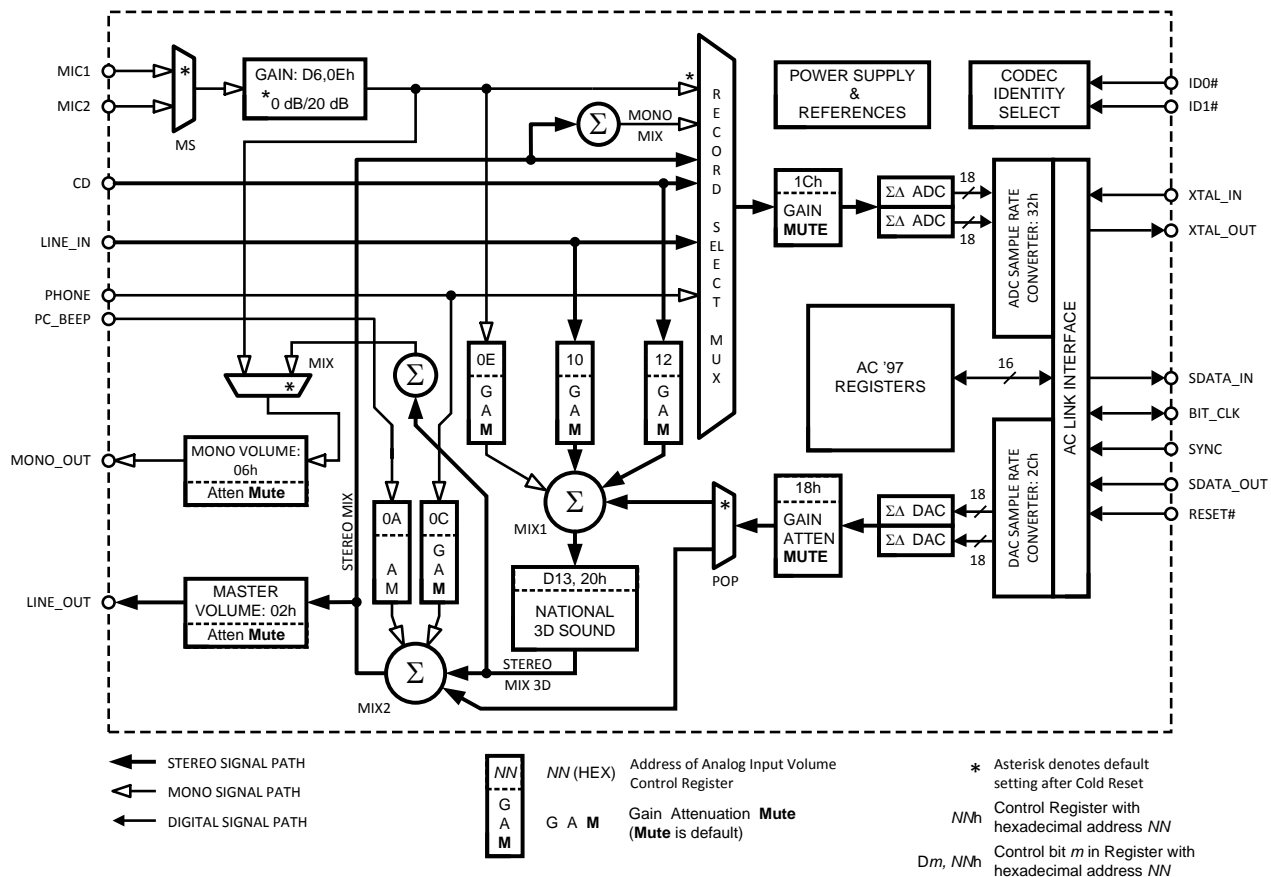 MIC1
MIC2
*
MS
GAIN: D6,0Eh
*0 dB/20 dB
CD
LINE_IN
PHONE
PC_BEEP
MONO_OUT
LINE_OUT
Σ
MONO
MIX
*
RECORD SELECT MUX
POWER SUPPLY
&
REFERENCES
CODEC
IDENTITY
SELECT
ID0#
ID1#
1Ch
GAIN
MUTE
ΣΔ ADC
ΣΔ ADC
18
18
ADC SAMPLE RATE
CONVERTER: 32h
AC LINK INTERFACE
XTAL_IN
XTAL_OUT
AC '97
REGISTERS
16
SDATA_IN
BIT_CLK
SYNC
SDATA_OUT
RESET#
DAC SAMPLE RATE
CONVERTER: 2Ch
18
18
ΣΔ DAC
ΣΔ DAC
18h
GAIN
ATTEN
MUTE
*
POP
0E
G
A
M
10
G
A
M
12
G
A
M
Σ
MIX1
D13, 20h
NATIONAL
3D SOUND
STEREO
MIX 3D
MIX
*
Σ
MONO VOLUME:
06h
Atten Mute
STEREO MIX
0A
A
M
0C
G
A
M
MASTER
VOLUME: 02h
Atten Mute
Σ
MIX2
STEREO SIGNAL PATH
MONO SIGNAL PATH
DIGITAL SIGNAL PATH
NN
G
A
M
NN (HEX)
Address of Analog Input Volume
Control Register
G A M
Gain Attenuation Mute
(Mute is default)
* Asterisk denotes default
setting after Cold Reset
NNh Control Register with
hexadecimal address NN
Dm, NNh Control bit m in Register with
hexadecimal address NN